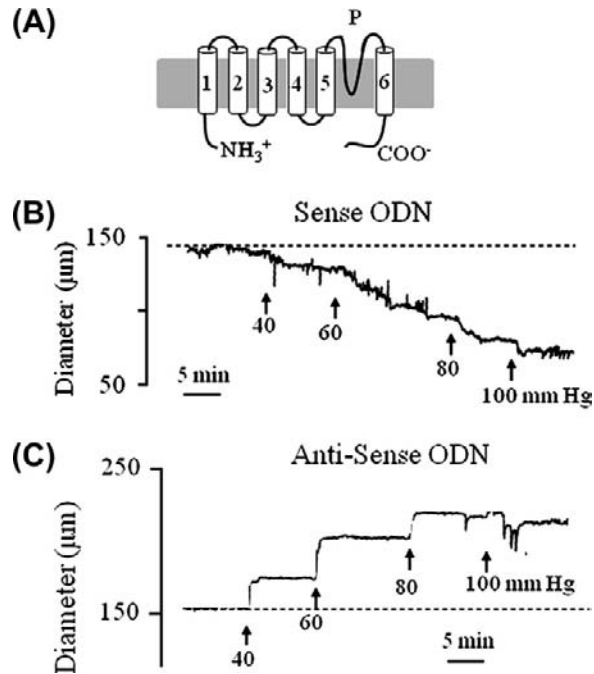 (A)
P
1 2 3 4 5 6
NH₃⁺
COO⁻
(B)
Sense ODN
Diameter (µm)
150
50
40
60
80
100 mm Hg
5 min
(C)
Anti-Sense ODN
Diameter (µm)
250
150
40
60
80
100 mm Hg
5 min